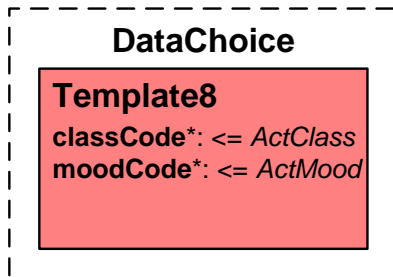 DataChoice
Template8
classCode*: <= ActClass
moodCode*: <= ActMood